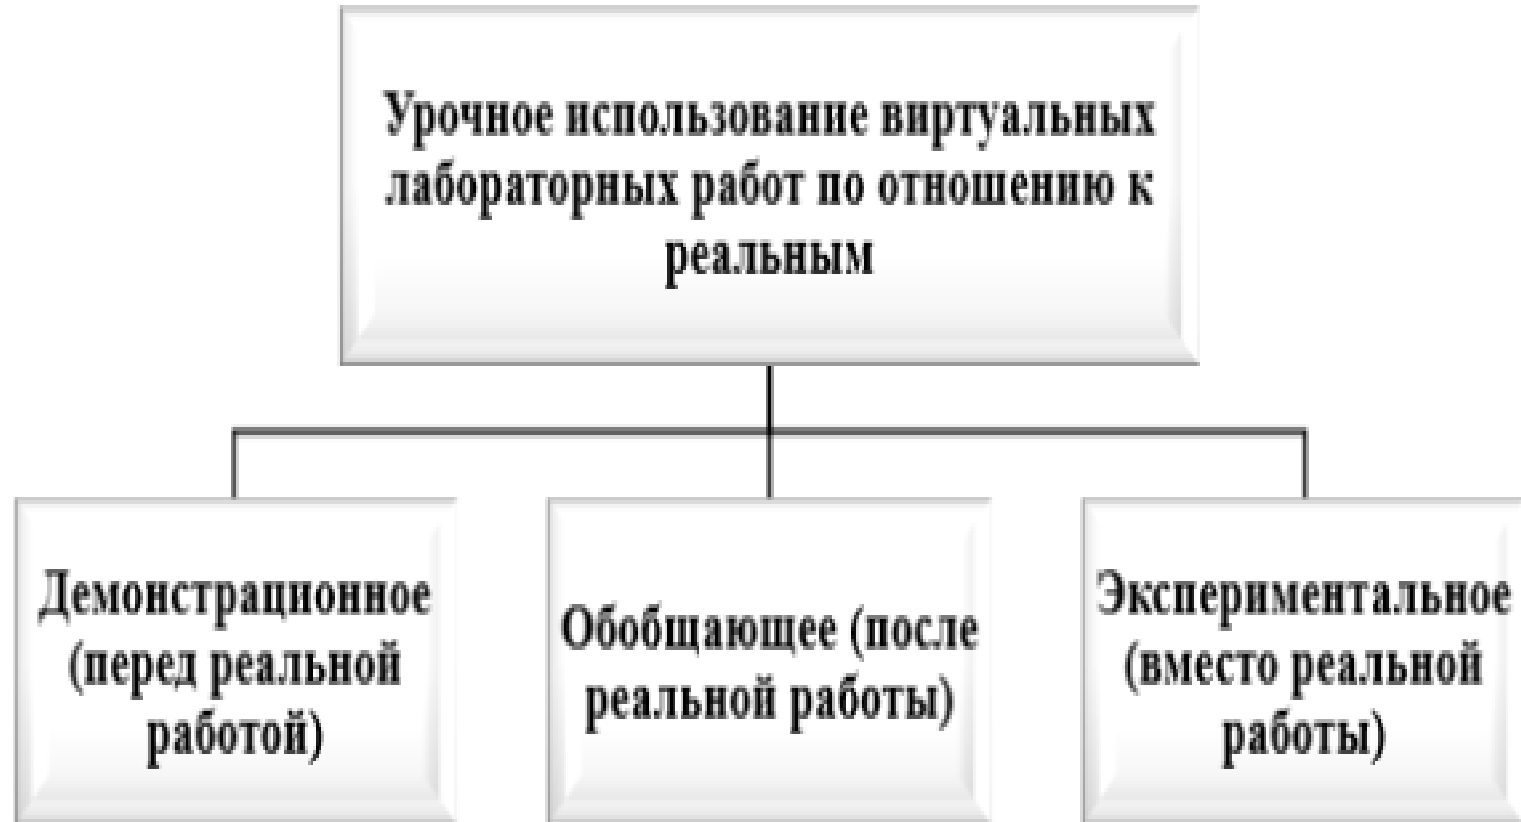 Урочное использование виртуальных
лабораторных работ по отношению к
реальным
Демонстрационное
(перед реальной
работой)
Обобщающее (после
реальной работы)
Экспериментальное
(вместо реальной
работы)